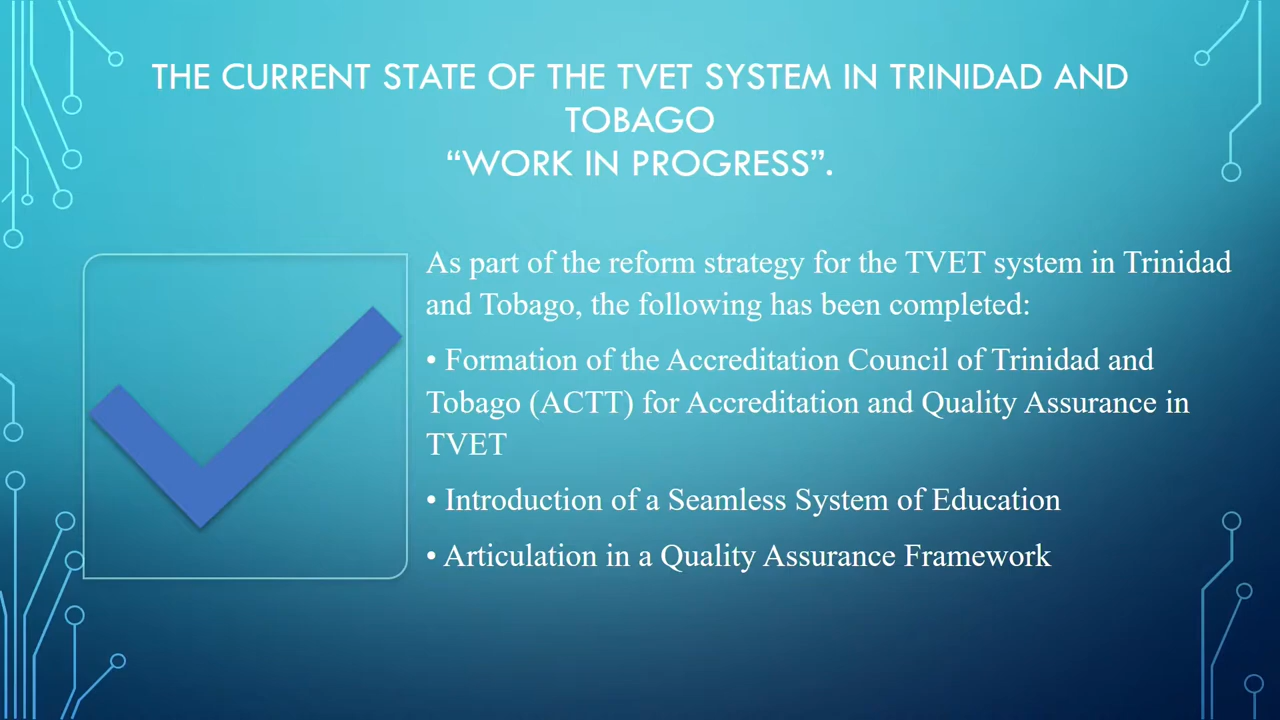 THE CURRENT STATE OF THE TVET SYSTEM IN TRINIDAD AND
TOBAGO
“WORK IN PROGRESS”.
As part of the reform strategy for the TVET system in Trinidad
and Tobago, the following has been completed:
• Formation of the Accreditation Council of Trinidad and
Tobago (ACTT) for Accreditation and Quality Assurance in
TVET
• Introduction of a Seamless System of Education
• Articulation in a Quality Assurance Framework